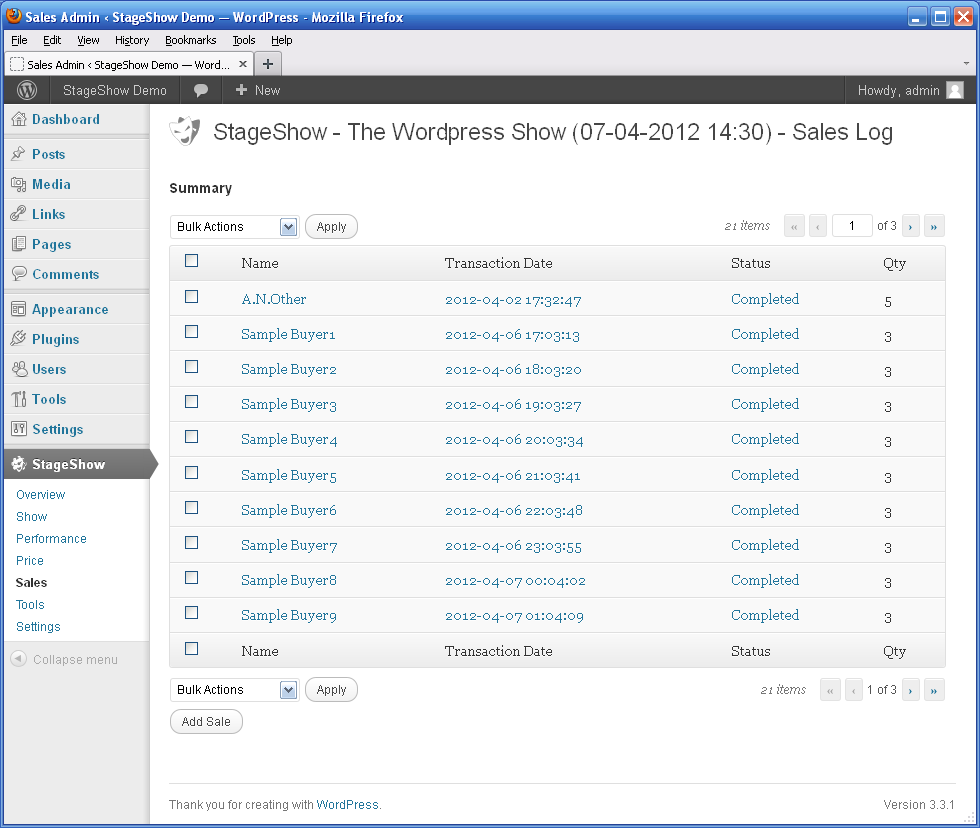 Sales Admin ‹ StageShow Demo — WordPress - Mozilla Firefox
File Edit View History Bookmarks Tools Help
Sales Admin ‹ StageShow Demo — Word... × +
StageShow Demo + New Howdy, admin
Dashboard
Posts
Media
Links
Pages
Comments
Appearance
Plugins
Users
Tools
Settings
StageShow
Overview
Show
Performance
Price
Sales
Tools
Settings
Collapse menu
StageShow - The Wordpress Show (07-04-2012 14:30) - Sales Log
Summary
Bulk Actions Apply 21 items « ‹ 1 of 3 › »
Name Transaction Date Status Qty
A.N.Other 2012-04-02 17:32:47 Completed 5
Sample Buyer1 2012-04-06 17:03:13 Completed 3
Sample Buyer2 2012-04-06 18:03:20 Completed 3
Sample Buyer3 2012-04-06 19:03:27 Completed 3
Sample Buyer4 2012-04-06 20:03:34 Completed 3
Sample Buyer5 2012-04-06 21:03:41 Completed 3
Sample Buyer6 2012-04-06 22:03:48 Completed 3
Sample Buyer7 2012-04-06 23:03:55 Completed 3
Sample Buyer8 2012-04-07 00:04:02 Completed 3
Sample Buyer9 2012-04-07 01:04:09 Completed 3
Name Transaction Date Status Qty
Bulk Actions Apply 21 items « ‹ 1 of 3 › »
Add Sale
Thank you for creating with WordPress. Version 3.3.1